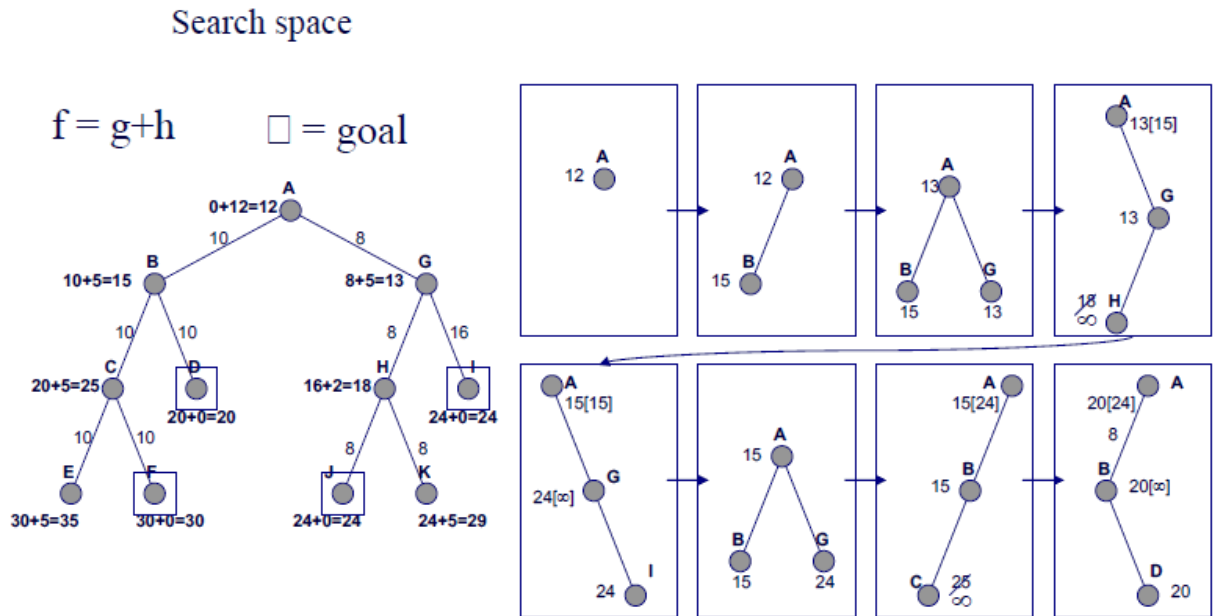 Search space
f = g+h □ = goal
A
0+12=12
10 8
B G
10+5=15 8+5=13
10 10 8 16
C D H I
20+5=25 20+0=20 16+2=18 24+0=24
10 10 8 8
E F J K
30+5=35 30+0=30 24+0=24 24+5=29
A
12
A
12
B
15
A
13
B G
15 13
A
13[15]
G
13
18 H
∞
A
15[15]
G
24[∞]
I
24
A
15
B G
15 24
A
15[24]
B
15
C 25
∞
A
20[24]
8
B
20[∞]
D
20